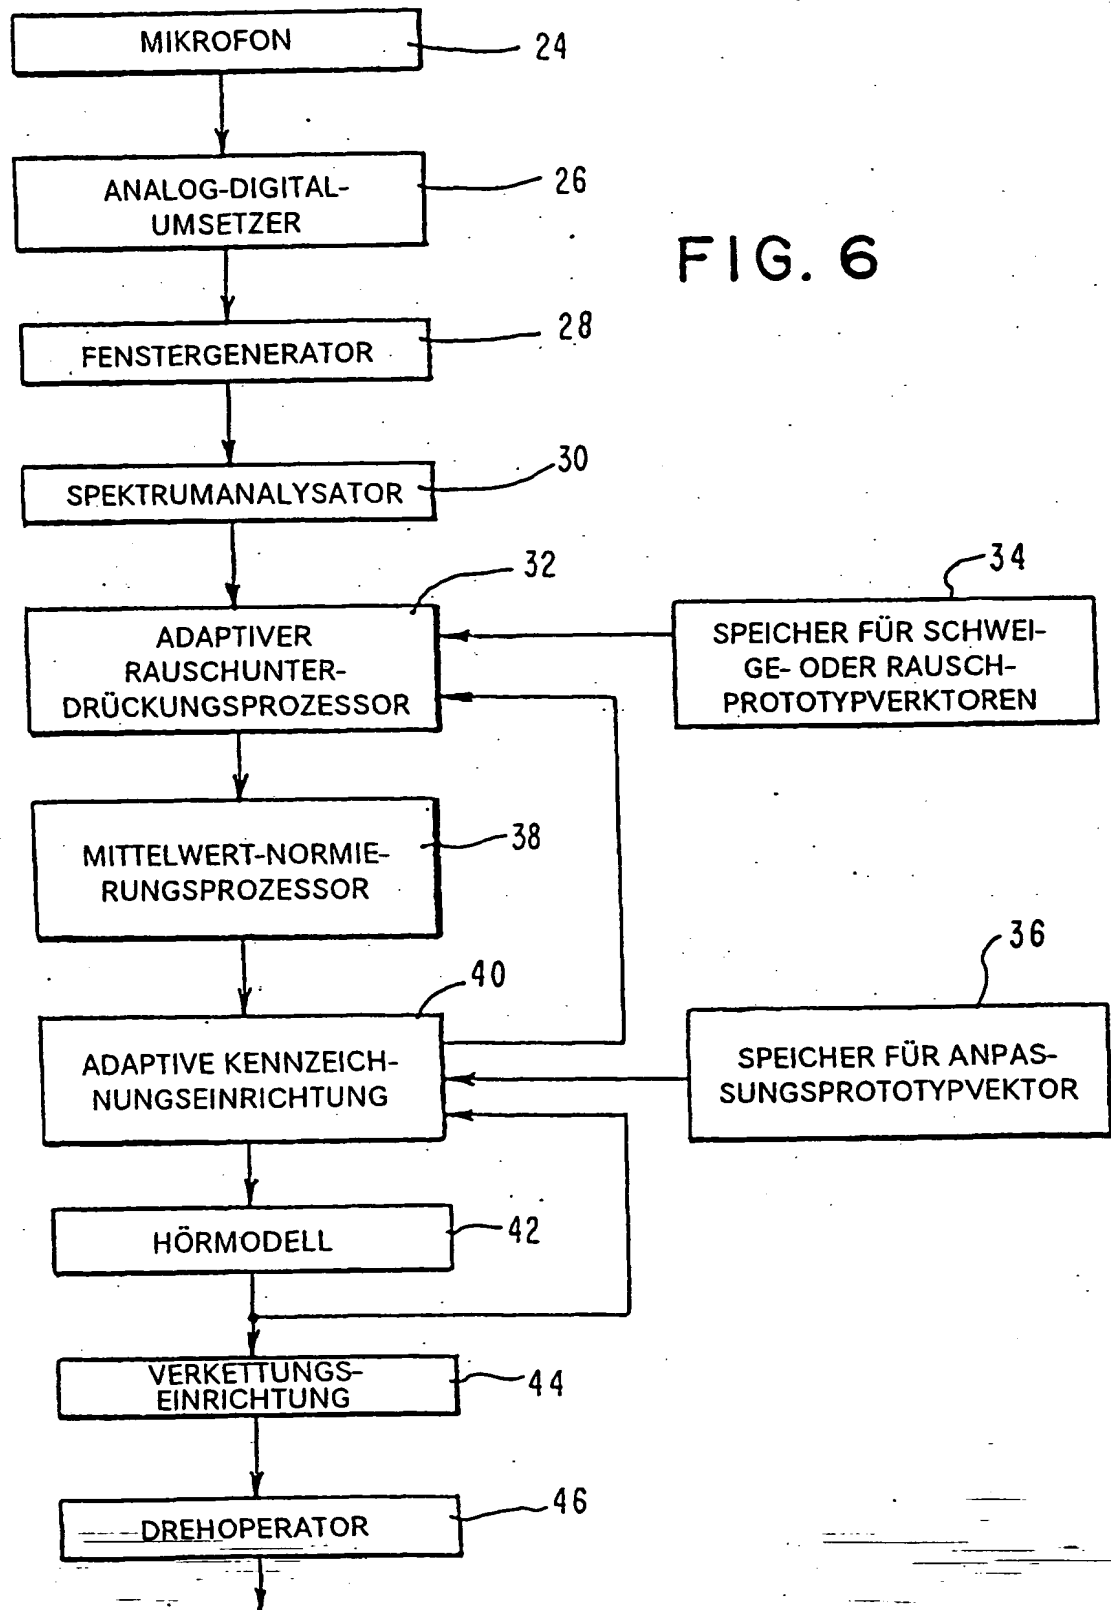 MIKROFON
24
ANALOG-DIGITAL-
UMSETZER
26
FIG. 6
FENSTERGENERATOR
28
SPEKTRUMANALYSATOR
30
ADAPTIVER
RAUSCHUNTER-
DRÜCKUNGSPROZESSOR
32
SPEICHER FÜR SCHWEI-
GE- ODER RAUSCH-
PROTOTYPVERKTOREN
34
MITTELWERT-NORMIE-
RUNGSPROZESSOR
38
ADAPTIVE KENNZEICH-
NUNGSEINRICHTUNG
40
SPEICHER FÜR ANPAS-
SUNGSPROTOTYPVEKTOR
36
HÖRMODELL
42
VERKETTUNGS-
EINRICHTUNG
44
DREHOPERATOR
46